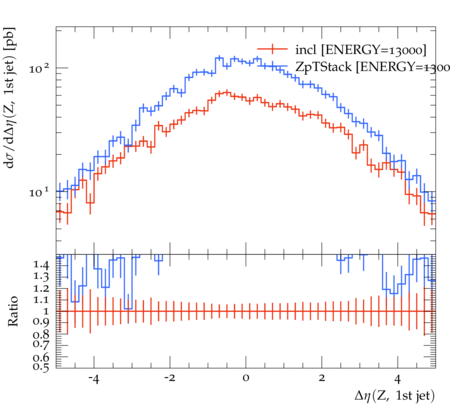 dσ/dΔη(Z, 1st jet) [pb]
incl [ENERGY=13000]
ZpTStack [ENERGY=1300
10²
10¹
Ratio
1.4
1.3
1.2
1.1
1
0.9
0.8
0.7
0.6
0.5
-4 -2 0 2 4
Δη(Z, 1st jet)